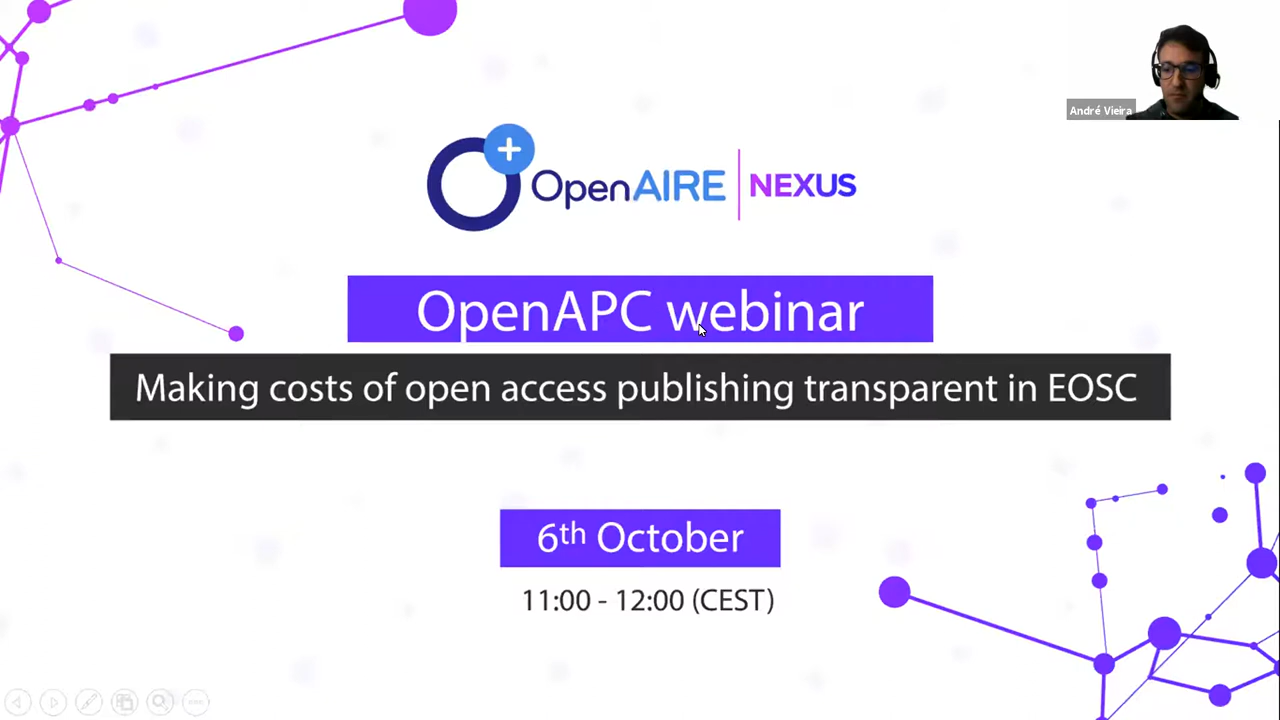 André Vieira
OpenAIRE NEXUS
OpenAPC webinar
Making costs of open access publishing transparent in EOSC
6th October
11:00 - 12:00 (CEST)